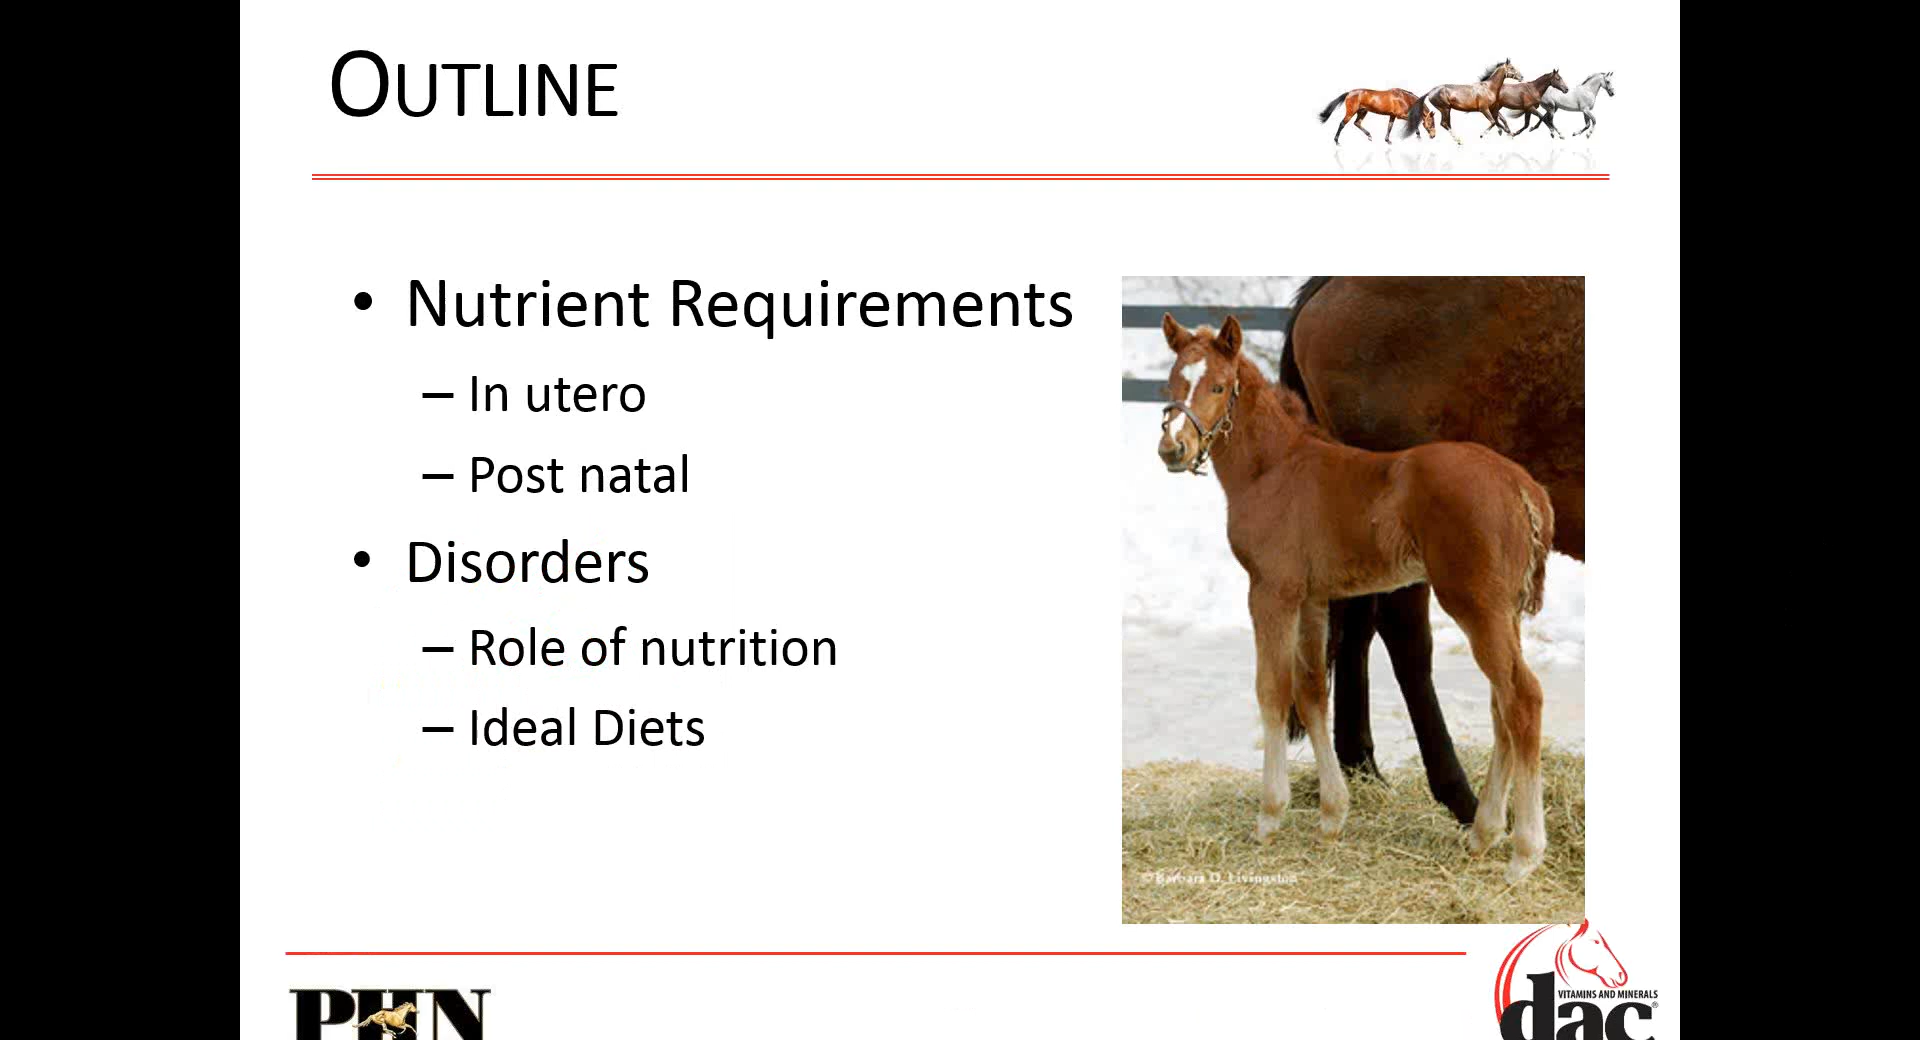 OUTLINE
• Nutrient Requirements
– In utero
– Post natal
• Disorders
– Role of nutrition
– Ideal Diets
©Barbara D. Livingston
PHN
VITAMINS AND MINERALS
dac®